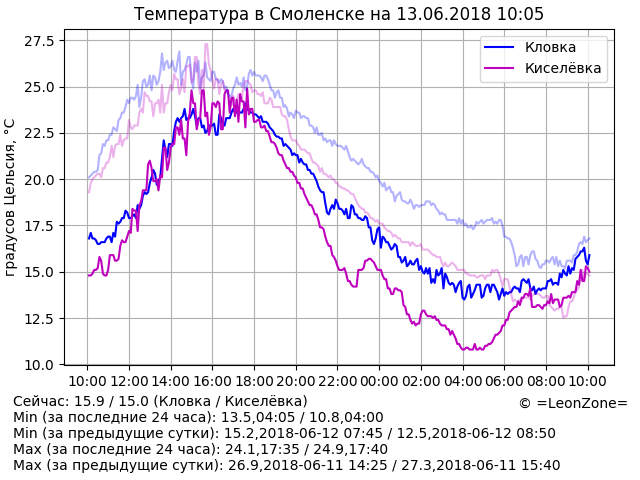 Температура в Смоленске на 13.06.2018 10:05
27.5
25.0
22.5
20.0
17.5
15.0
12.5
10.0
градусов Цельсия, °C
Кловка
Киселёвка
10:00 12:00 14:00 16:00 18:00 20:00 22:00 00:00 02:00 04:00 06:00 08:00 10:00
Сейчас: 15.9 / 15.0 (Кловка / Киселёвка)
© =LeonZone=
Min (за последние 24 часа): 13.5,04:05 / 10.8,04:00
Min (за предыдущие сутки): 15.2,2018-06-12 07:45 / 12.5,2018-06-12 08:50
Max (за последние 24 часа): 24.1,17:35 / 24.9,17:40
Max (за предыдущие сутки): 26.9,2018-06-11 14:25 / 27.3,2018-06-11 15:40